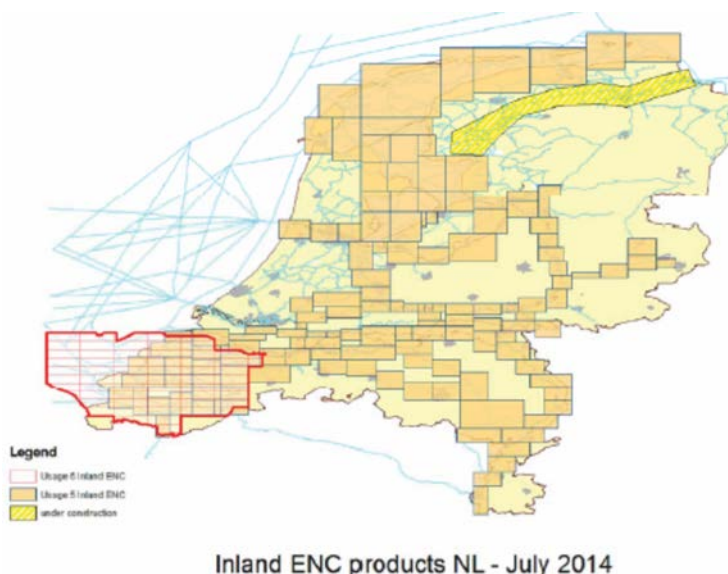 Legend
Usage 6 Inland ENC
Usage 5 Inland ENC
under construction
Inland ENC products NL - July 2014